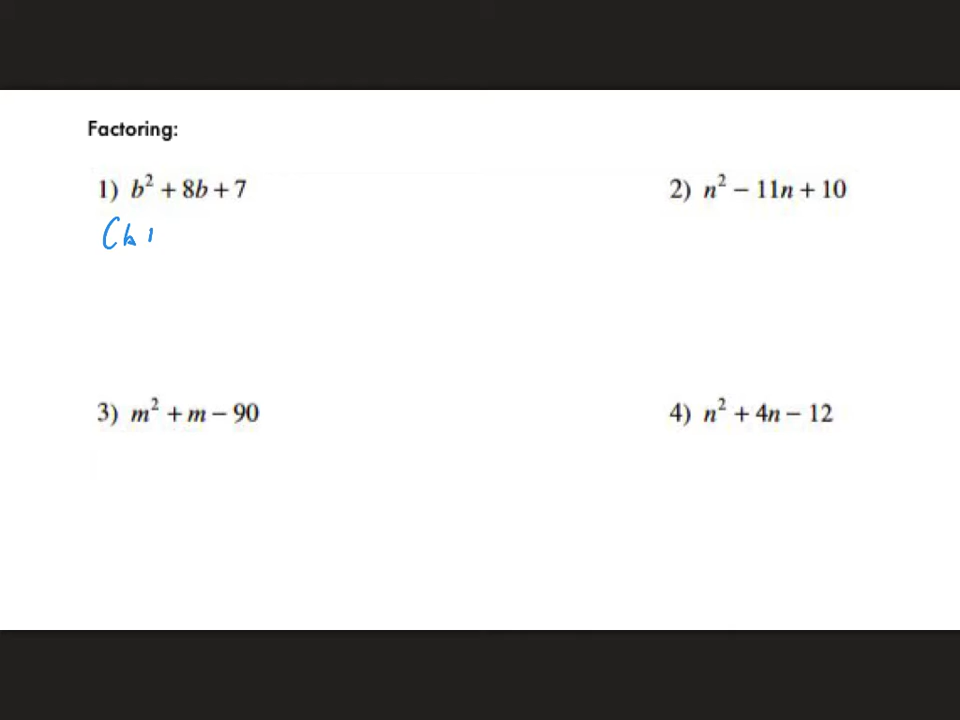 Factoring:
1) b² + 8b + 7
2) n² − 11n + 10
(b
3) m² + m − 90
4) n² + 4n − 12